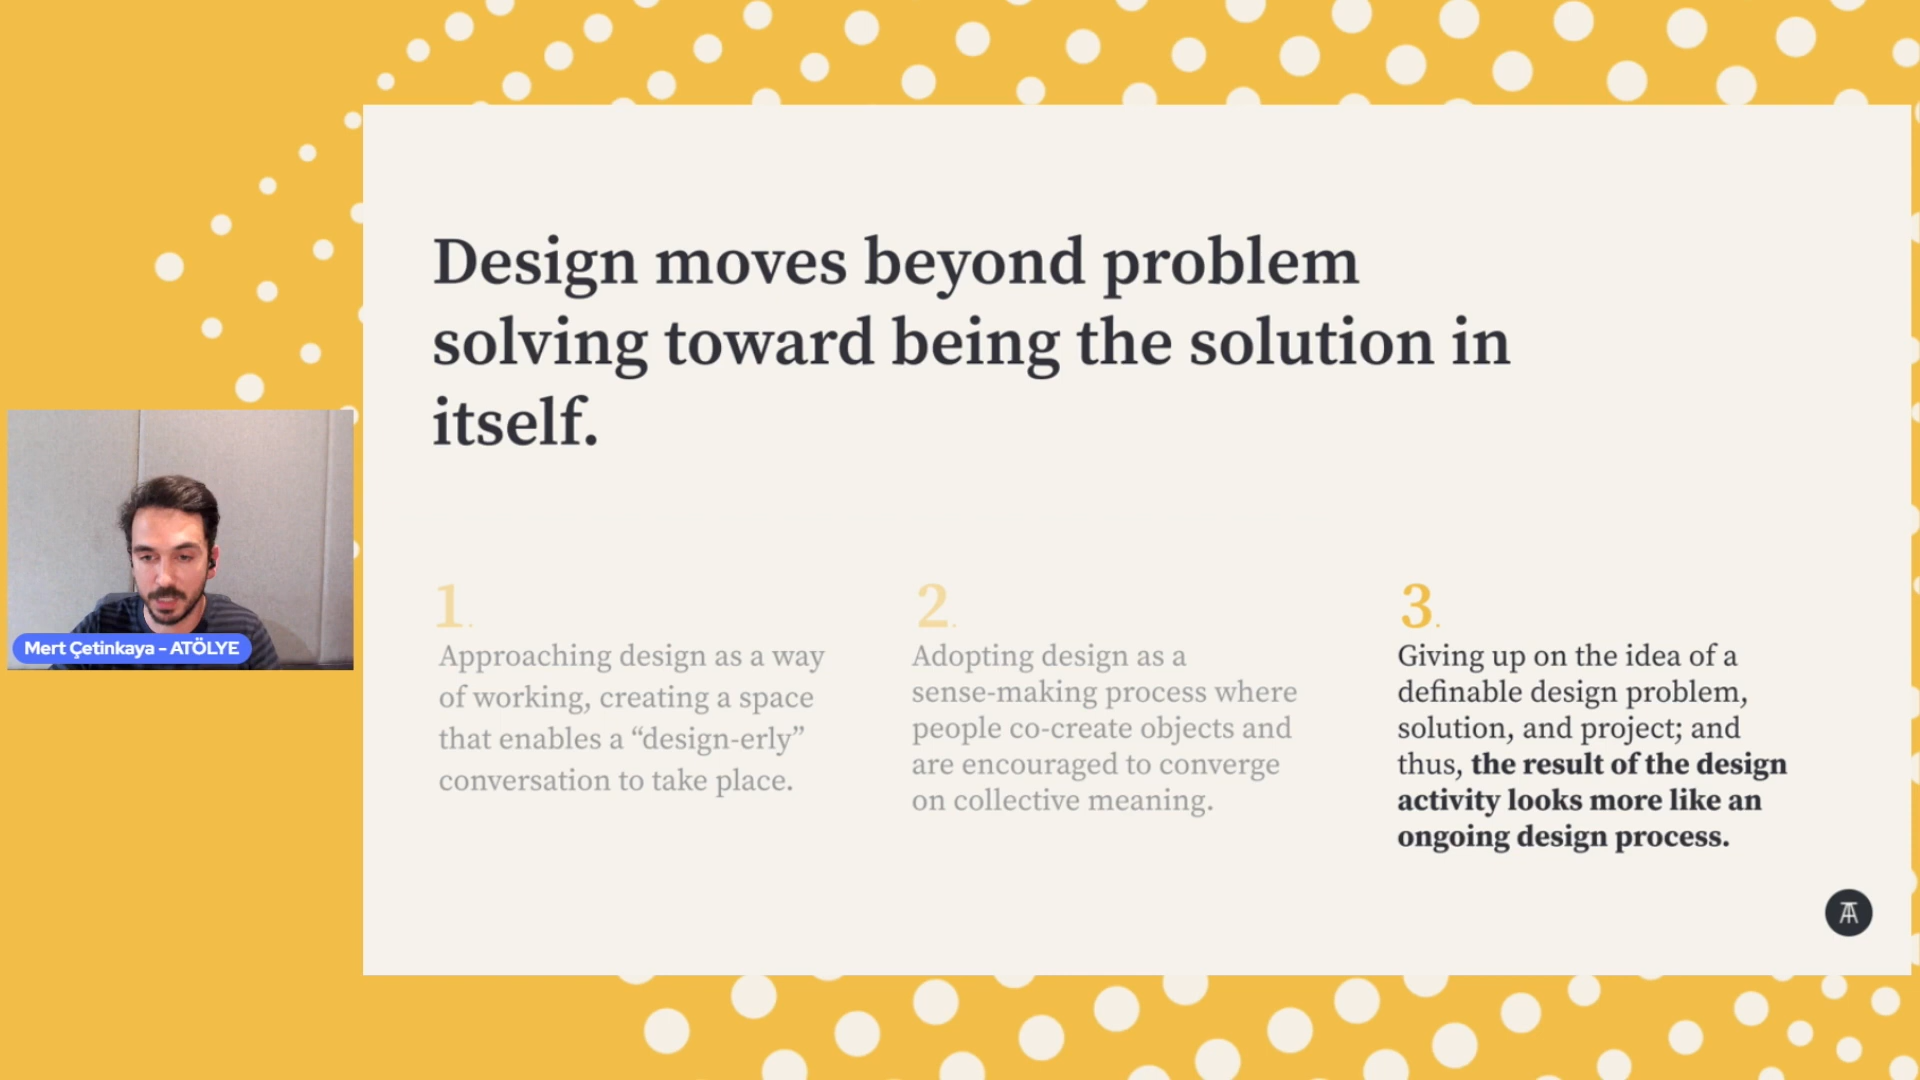 Design moves beyond problem
solving toward being the solution in
itself.
1.
Approaching design as a way
of working, creating a space
that enables a “design-erly”
conversation to take place.
2.
Adopting design as a
sense-making process where
people co-create objects and
are encouraged to converge
on collective meaning.
3.
Giving up on the idea of a
definable design problem,
solution, and project; and
thus, the result of the design
activity looks more like an
ongoing design process.
Mert Çetinkaya – ATÖLYE